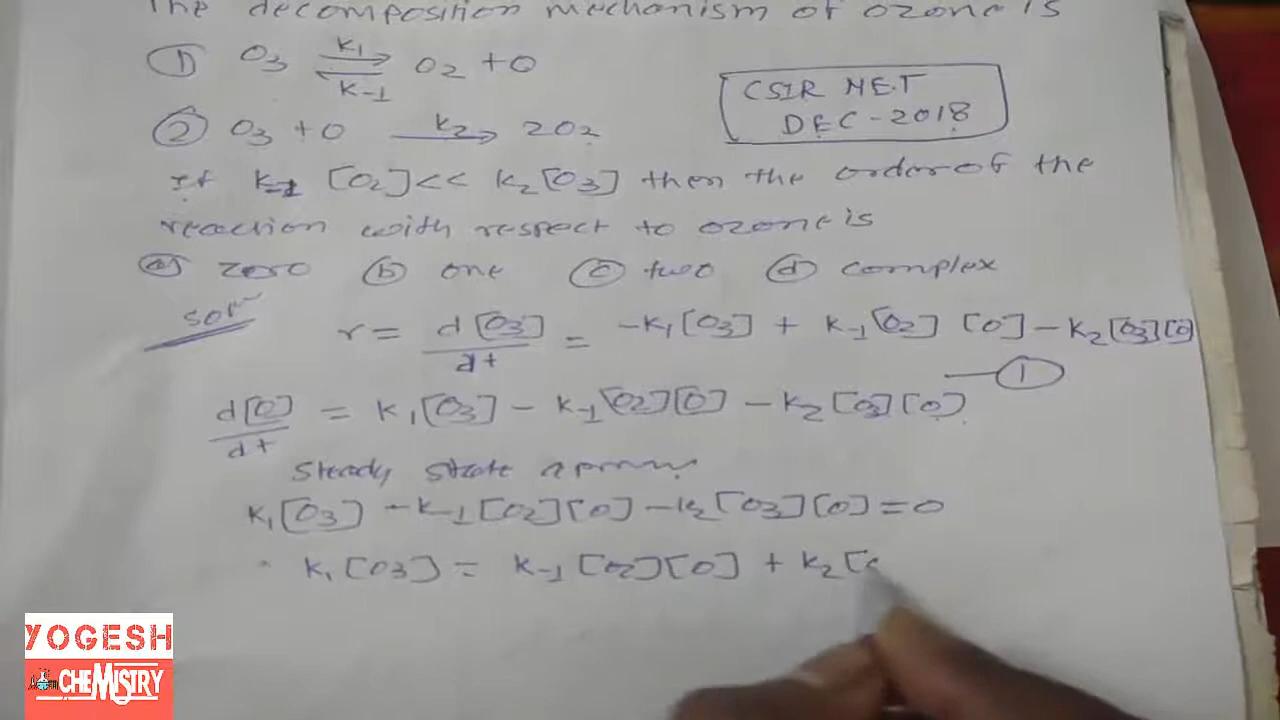 The decomposition mechanism of ozone is
① O3 ⇌ O2 + O
K1
K-1
② O3 + O → 2O2
K2
CSIR NET
DEC-2018
If K-1 [O2] << K2[O3] then the order of the
reaction with respect to ozone is
ⓐ zero ⓑ one ⓒ two ⓓ complex
Sol
r = d[O3]/dt = -K1[O3] + K-1[O2] [O] - K2[O3][O]
—①
d[O]/dt = K1[O3] - K-1[O2][O] - K2[O3][O]
Steady state
K1[O3] - K-1[O2][O] - K2[O3][O] = 0
K1[O3] = K-1[O2][O] + K2[
YOGESH
CHEMISTRY